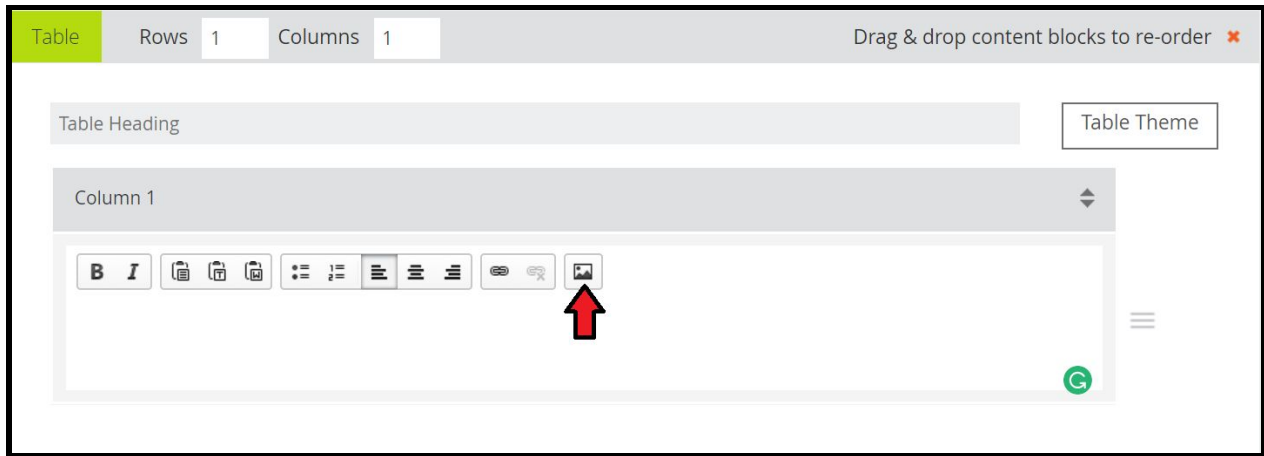 Table Rows 1 Columns 1 Drag & drop content blocks to re-order
Table Heading
Table Theme
Column 1
B I